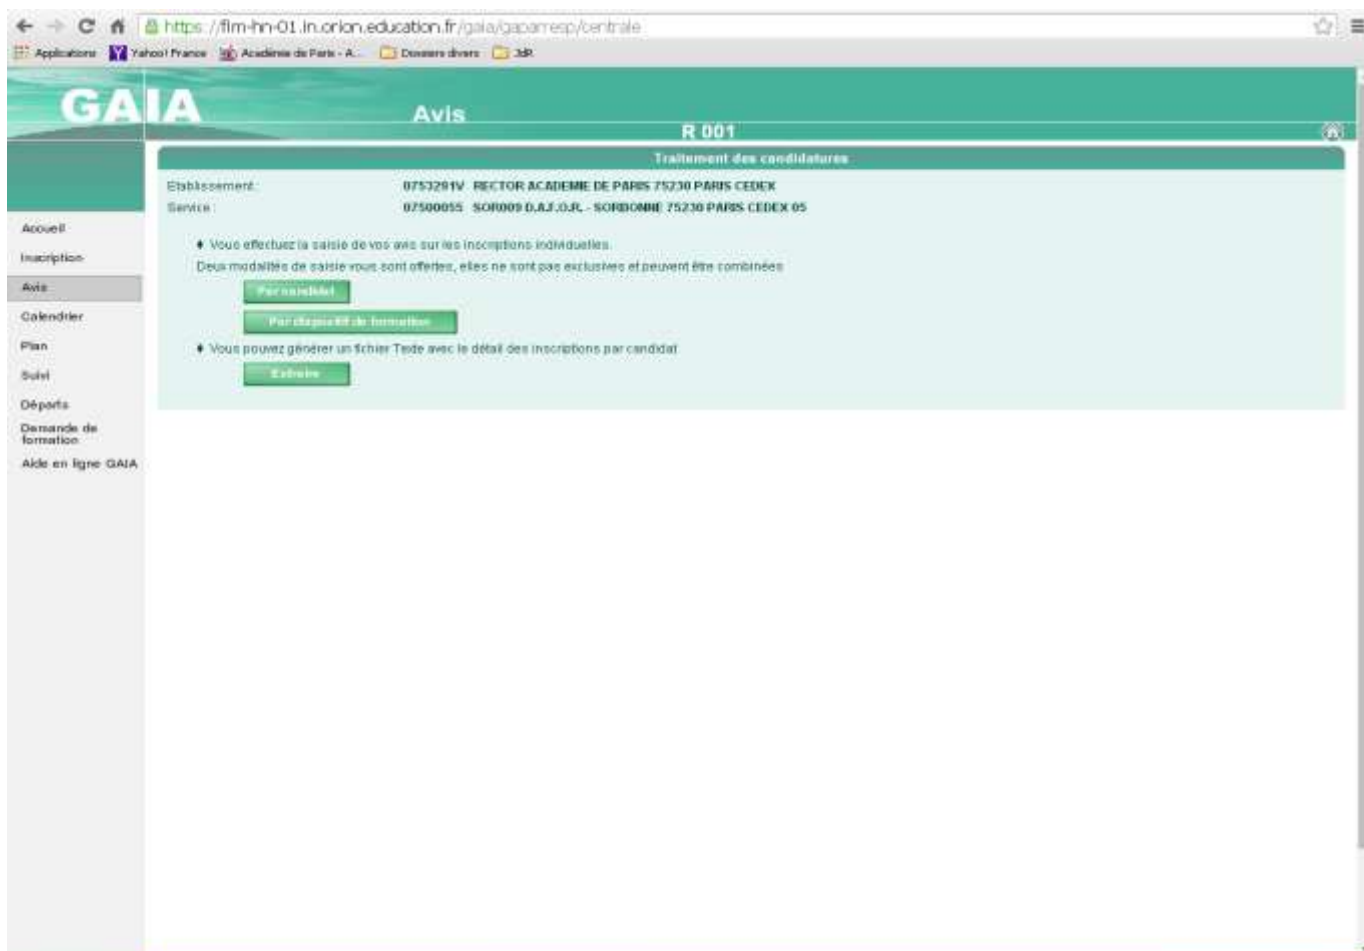 https://flm-hn-01.in.orion.education.fr/gaia/gaparresp/centrale
Applications Yahoo! France Académie de Paris - A... Dossiers divers JdR
GAIA
Avis
R 001
Traitement des candidatures
Etablissement: 0753291V RECTOR ACADEMIE DE PARIS 75230 PARIS CEDEX
Service: 07500055 SOR009 D.A.F.O.R. - SORBONNE 75230 PARIS CEDEX 05
Accueil
Inscription
Avis
Calendrier
Plan
Suivi
Départs
Demande de
formation
Aide en ligne GAIA
♦ Vous effectuez la saisie de vos avis sur les inscriptions individuelles.
Deux modalités de saisie vous sont offertes, elles ne sont pas exclusives et peuvent être combinées
Par candidat
Par dispositif de formation
♦ Vous pouvez générer un fichier Texte avec le détail des inscriptions par candidat
Extraire